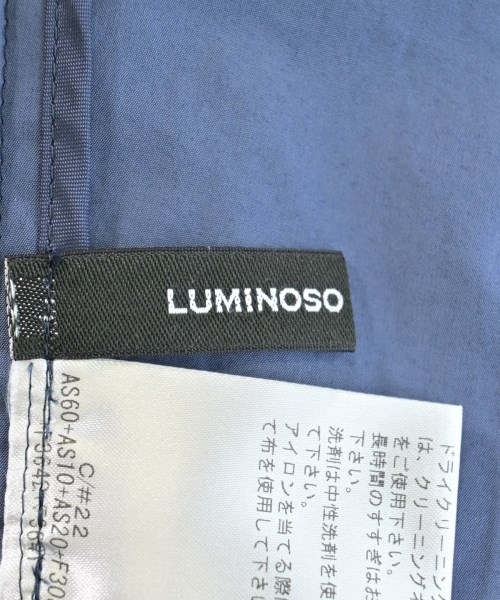 LUMINOSO
ドライクリーニン
は、クリーニング
をご使用下さい。
長時間のすすぎはお
下さい。
洗剤は中性洗剤を使
て下さい。
アイロンを当てる際
て布を使用して下さい
C/#22
AS60+AS10+AS20+F30